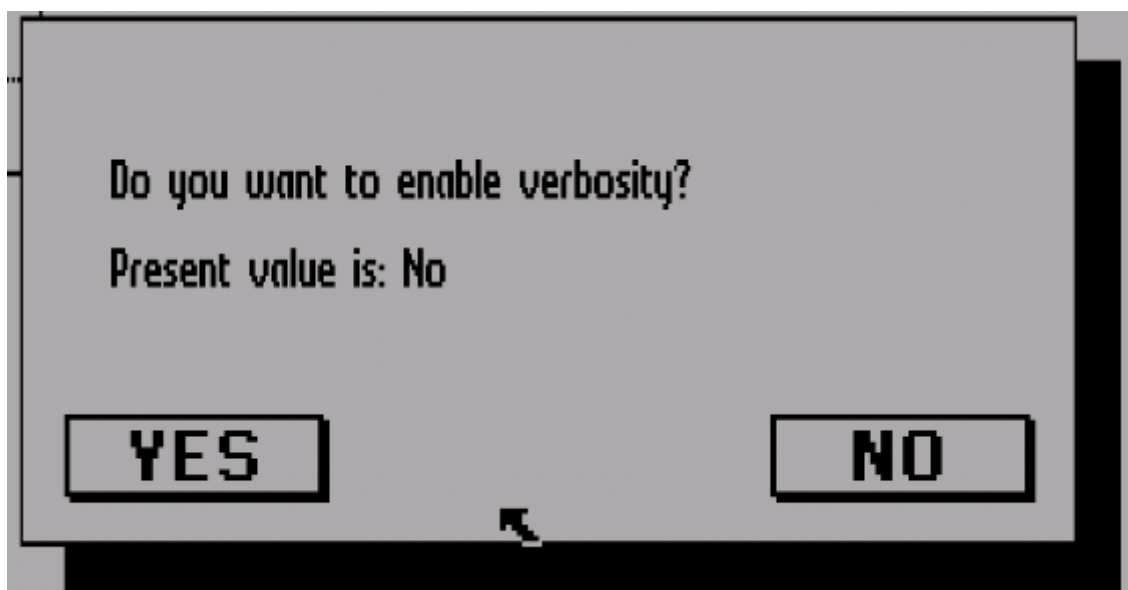 Do you want to enable verbosity?
Present value is: No
YES
NO